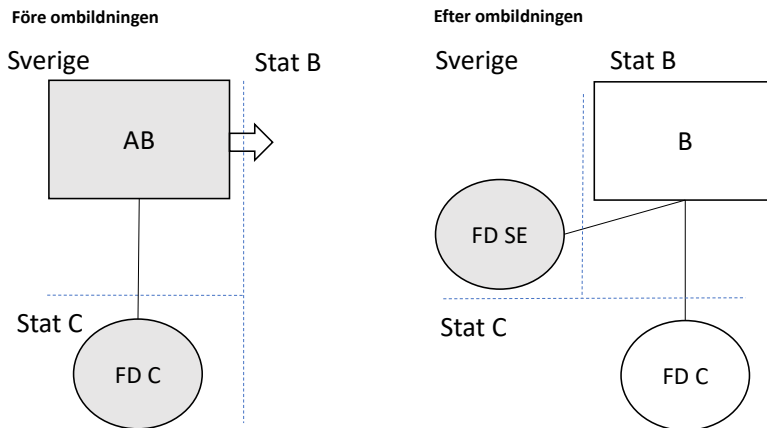 Före ombildningen
Sverige
Stat B
AB
Stat C
FD C
Efter ombildningen
Sverige
Stat B
B
FD SE
Stat C
FD C